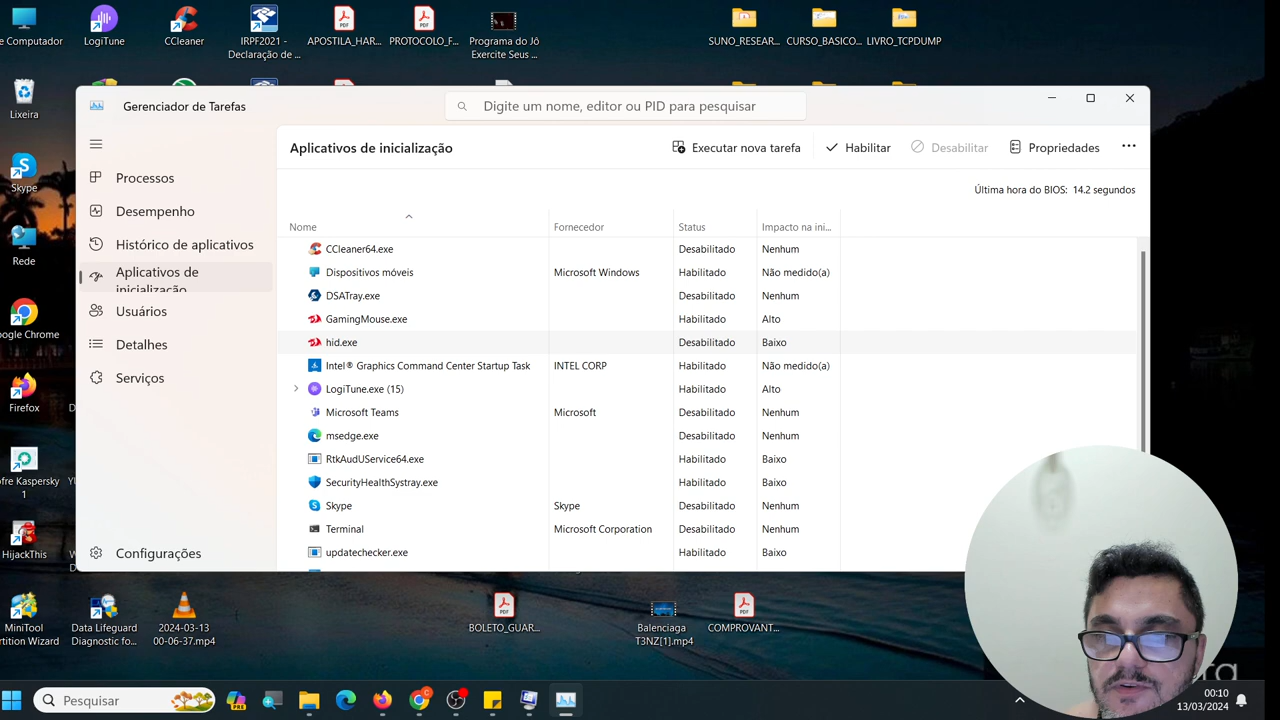 e Computador
LogiTune
CCleaner
IRPF2021 -
Declaração de ...
APOSTILA_HAR...
PROTOCOLO_F...
Programa do Jô
Exercite Seus ...
SUNO_RESEAR...
CURSO_BASICO...
LIVRO_TCPDUMP
Lixeira
Skype
Rede
oogle Chrome
Firefox
ofre Kaspersky
1
HijackThis
Gerenciador de Tarefas
Digite um nome, editor ou PID para pesquisar
Processos
Desempenho
Histórico de aplicativos
Aplicativos de
inicialização
Usuários
Detalhes
Serviços
Configurações
Aplicativos de inicialização
Executar nova tarefa
Habilitar
Desabilitar
Propriedades
Última hora do BIOS: 14.2 segundos
Nome Fornecedor Status Impacto na ini...
CCleaner64.exe Desabilitado Nenhum
Dispositivos móveis Microsoft Windows Habilitado Não medido(a)
DSATray.exe Desabilitado Nenhum
GamingMouse.exe Habilitado Alto
hid.exe Desabilitado Baixo
Intel® Graphics Command Center Startup Task INTEL CORP Habilitado Não medido(a)
LogiTune.exe (15) Habilitado Alto
Microsoft Teams Microsoft Desabilitado Nenhum
msedge.exe Desabilitado Nenhum
RtkAudUService64.exe Habilitado Baixo
SecurityHealthSystray.exe Habilitado Baixo
Skype Skype Desabilitado Nenhum
Terminal Microsoft Corporation Desabilitado Nenhum
updatechecker.exe Habilitado Baixo
MiniTool
rtition Wizard
Data Lifeguard
Diagnostic fo...
2024-03-13
00-06-37.mp4
BOLETO_GUAR...
Balenciaga
T3NZ[1].mp4
COMPROVANT...
Pesquisar
00:10
13/03/2024